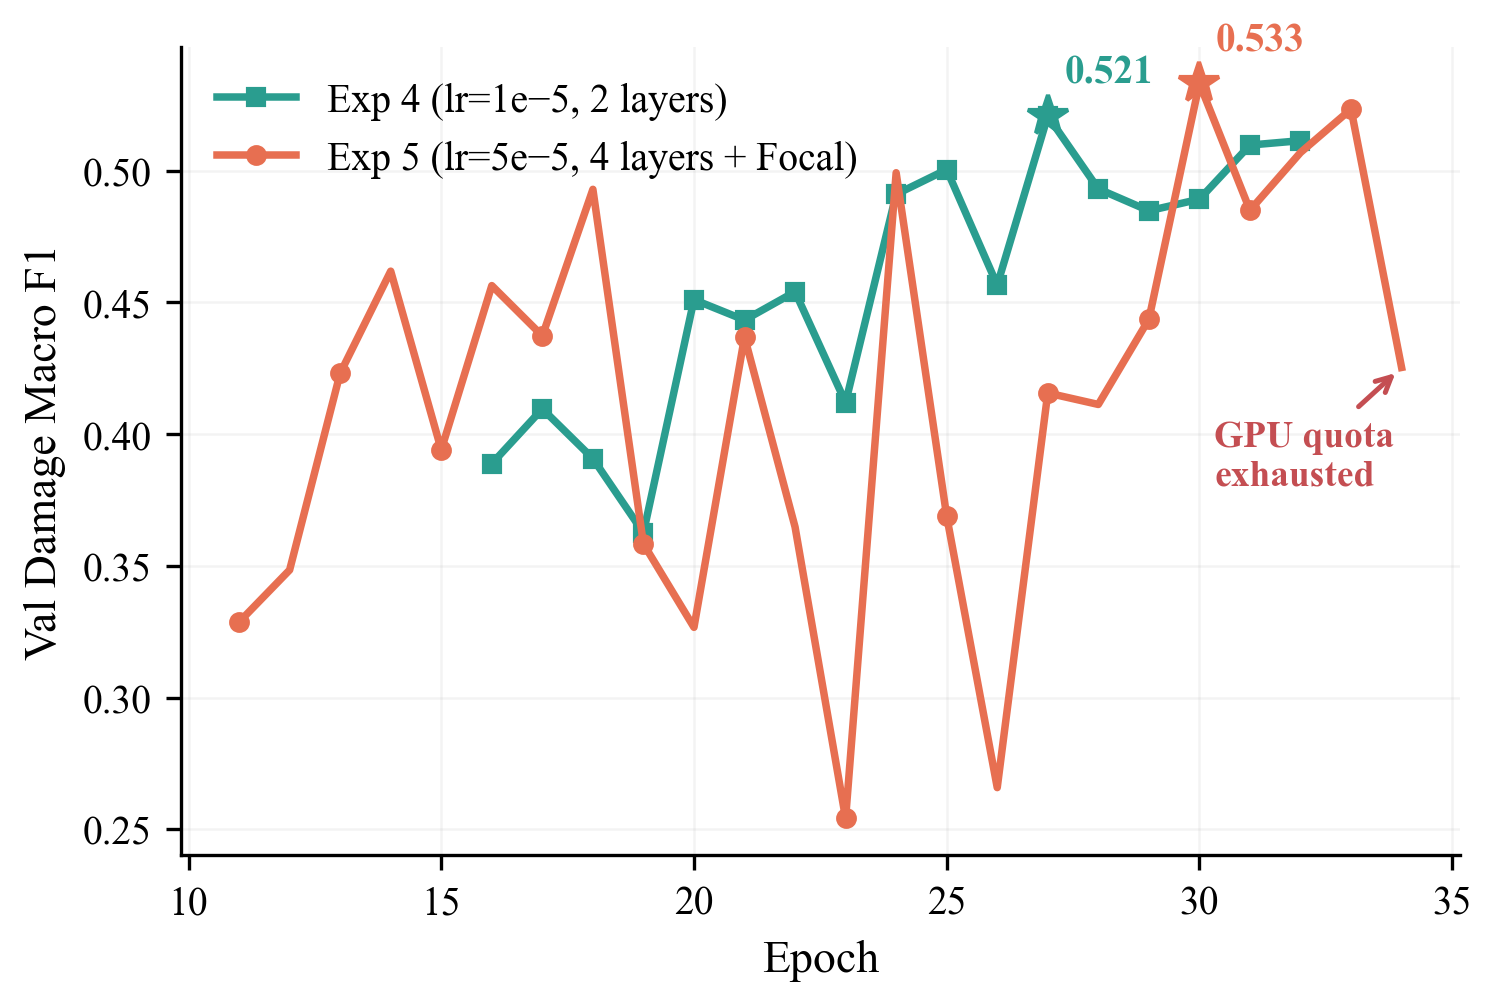 0.533
0.521
Exp 4 (lr=1e−5, 2 layers)
Exp 5 (lr=5e−5, 4 layers + Focal)
Val Damage Macro F1
0.50
0.45
0.40
0.35
0.30
0.25
GPU quota
exhausted
10 15 20 25 30 35
Epoch